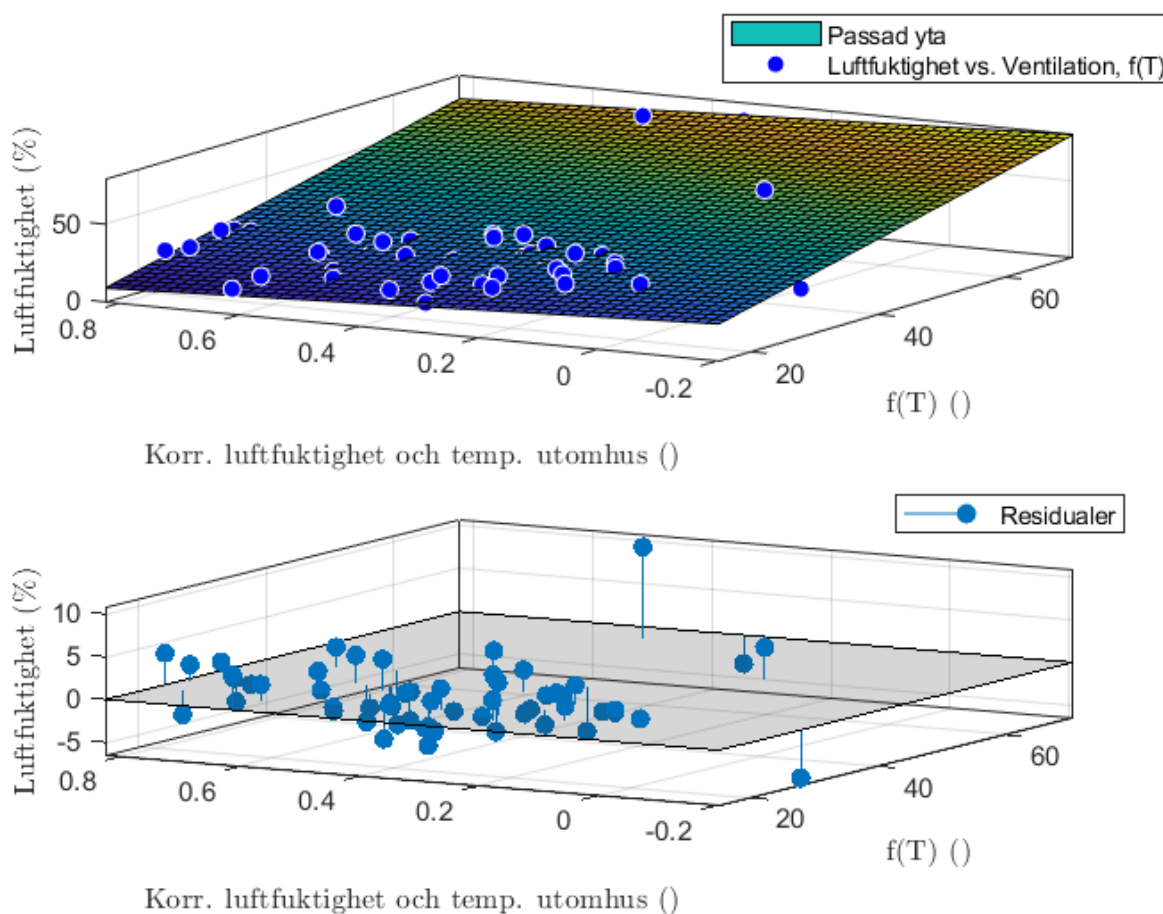 Passad yta
Luftfuktighet vs. Ventilation, f(T)
Luftfuktighet (%)
50
0
0.8
0.6
0.4
0.2
0
-0.2
20
40
60
f(T) ()
Korr. luftfuktighet och temp. utomhus ()
Residualer
Luftfuktighet (%)
10
5
0
-5
0.8
0.6
0.4
0.2
0
-0.2
20
40
60
f(T) ()
Korr. luftfuktighet och temp. utomhus ()